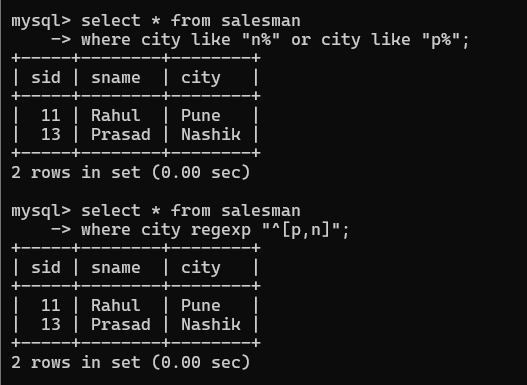 mysql> select * from salesman
    -> where city like "n%" or city like "p%";
+-----+--------+--------+
| sid | sname  | city   |
+-----+--------+--------+
|  11 | Rahul  | Pune   |
|  13 | Prasad | Nashik |
+-----+--------+--------+
2 rows in set (0.00 sec)

mysql> select * from salesman
    -> where city regexp "^[p,n]";
+-----+--------+--------+
| sid | sname  | city   |
+-----+--------+--------+
|  11 | Rahul  | Pune   |
|  13 | Prasad | Nashik |
+-----+--------+--------+
2 rows in set (0.00 sec)